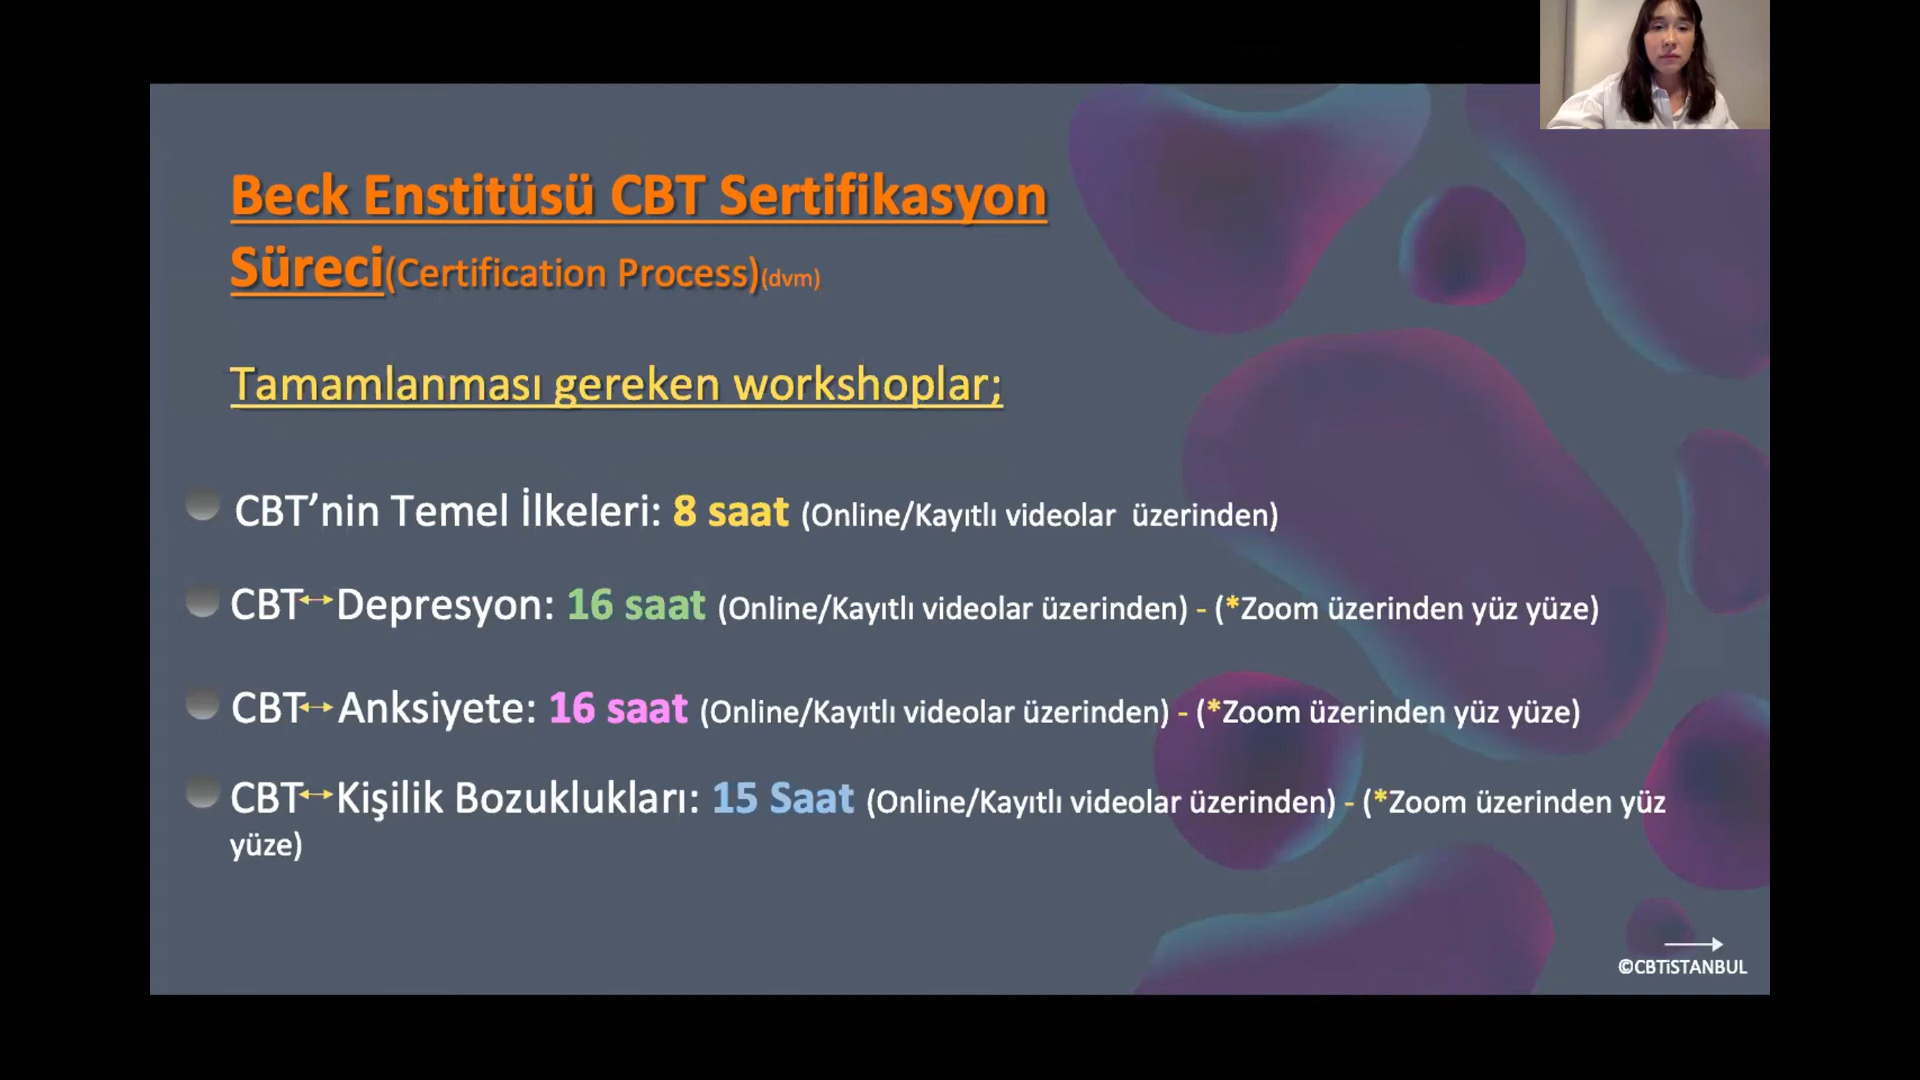 Beck Enstitüsü CBT Sertifikasyon
Süreci(Certification Process)(dvm)
Tamamlanması gereken workshoplar;
CBT’nin Temel İlkeleri: 8 saat (Online/Kayıtlı videolar üzerinden)
CBT↔Depresyon: 16 saat (Online/Kayıtlı videolar üzerinden) - (*Zoom üzerinden yüz yüze)
CBT↔Anksiyete: 16 saat (Online/Kayıtlı videolar üzerinden) - (*Zoom üzerinden yüz yüze)
CBT↔Kişilik Bozuklukları: 15 Saat (Online/Kayıtlı videolar üzerinden) - (*Zoom üzerinden yüz
yüze)
©CBTiSTANBUL